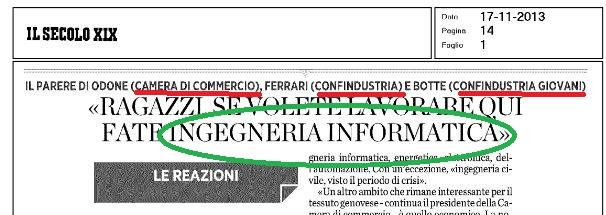 IL SECOLO XIX
Data 17-11-2013
Pagina 14
Foglio 1
IL PARERE DI ODONE (CAMERA DI COMMERCIO), FERRARI (CONFINDUSTRIA) E BOTTE (CONFINDUSTRIA GIOVANI)
«RAGAZZI, SE VOLETE LAVORARE QUI
FATE INGEGNERIA INFORMATICA»
LE REAZIONI
gneria informatica, energetica, elettronica, del-
l'automazione. Con un'eccezione, «ingegneria ci-
vile, visto il periodo di crisi».
«Un altro ambito che rimane interessante per il
tessuto genovese - continua il presidente della Ca-
mera di commercio - è quello economico. La